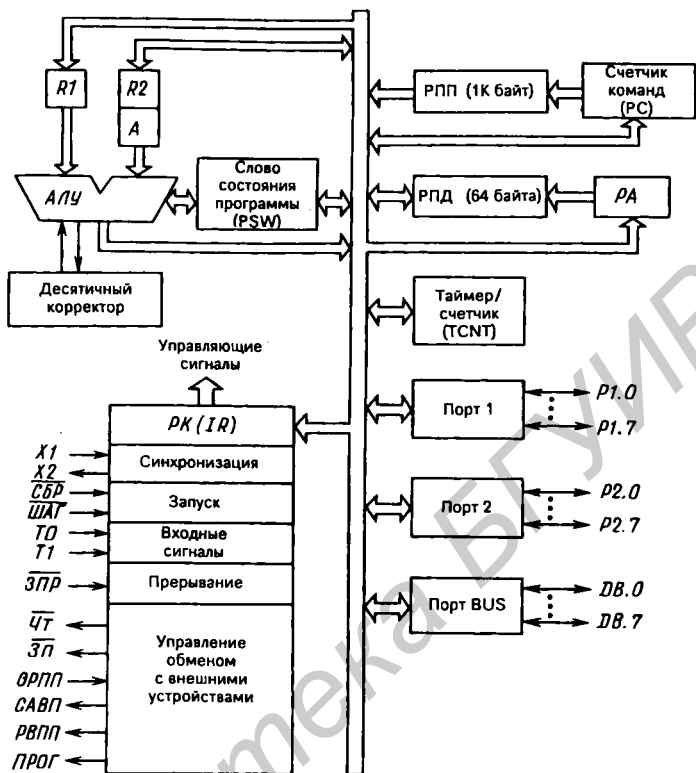 R1
R2
A
АЛУ
Слово
состояния
программы
(PSW)
Десятичный
корректор
РПП (1К байт)
Счетчик
команд
(PC)
РПД (64 байта)
РА
Таймер/
счетчик
(TCNT)
Порт 1
P1.0
P1.7
Порт 2
P2.0
P2.7
Порт BUS
DB.0
DB.7
Управляющие
сигналы
РК (IR)
Синхронизация
Запуск
Входные
сигналы
Прерывание
Управление
обменом
с внешними
устройствами
X1
X2
СБР
ШАГ
T0
T1
ЗПР
ЧТ
ЗП
ОРПП
САВП
РВПП
ПРОГ
тека БГУИР